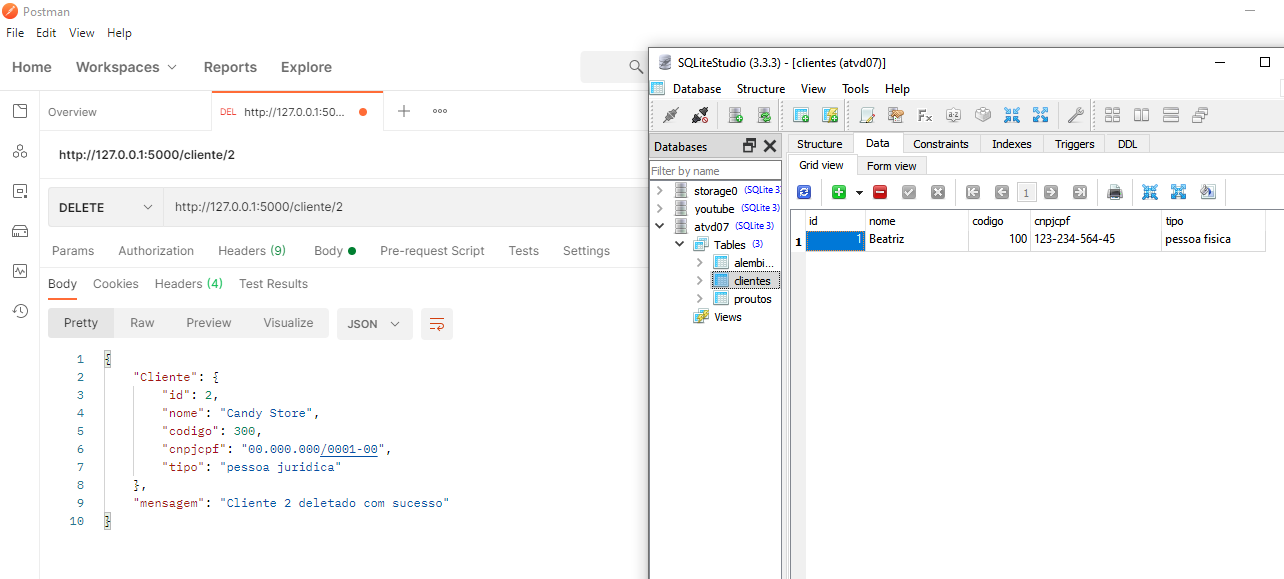 Postman
File Edit View Help
Home Workspaces Reports Explore
Overview
DEL http://127.0.0.1:50...
http://127.0.0.1:5000/cliente/2
DELETE http://127.0.0.1:5000/cliente/2
Params Authorization Headers (9) Body Pre-request Script Tests Settings
Body Cookies Headers (4) Test Results
Pretty Raw Preview Visualize JSON
1 {
2 "Cliente": {
3 "id": 2,
4 "nome": "Candy Store",
5 "codigo": 300,
6 "cnpjcpf": "00.000.000/0001-00",
7 "tipo": "pessoa juridica"
8 },
9 "mensagem": "Cliente 2 deletado com sucesso"
10 }
SQLiteStudio (3.3.3) - [clientes (atvd07)]
Database Structure View Tools Help
Databases
Filter by name
storage0 (SQLite 3)
youtube (SQLite 3)
atvd07 (SQLite 3)
Tables (3)
alembi...
clientes
proutos
Views
Structure Data Constraints Indexes Triggers DDL
Grid view Form view
1
id nome codigo cnpjcpf tipo
1 1 Beatriz 100 123-234-564-45 pessoa fisica